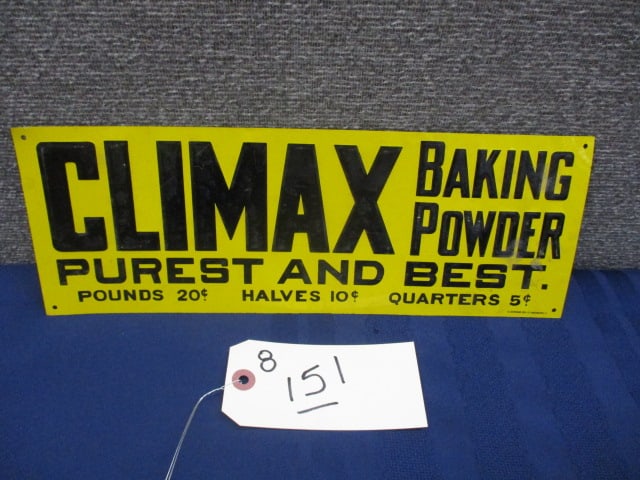 CLIMAX BAKING POWDER
PUREST AND BEST.
POUNDS 20¢ HALVES 10¢ QUARTERS 5¢
8
151